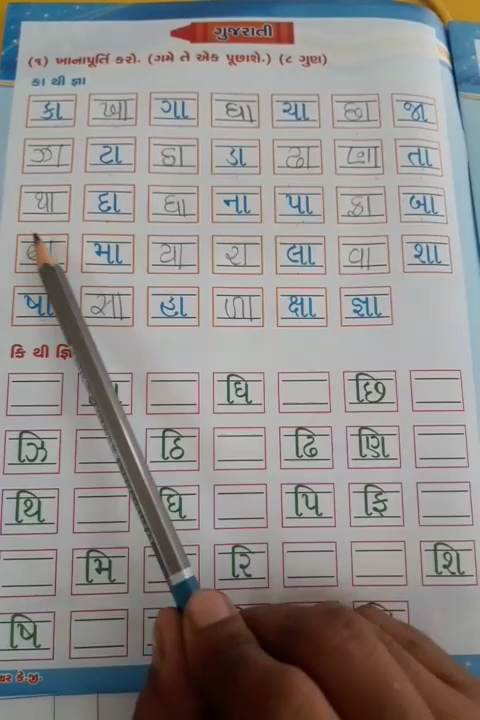 ગુજરાતી
(૧) ખાનાપૂર્તિ કરો. (ગમે તે એક પૂછાશે.) (૮ ગુણ)
કા થી જ્ઞા
કા ખા ગા ઘા ચા છા જા
ઝા ટા ઠા ડા ઢા ણા તા
થા દા ધા ના પા ફા બા
મા યા રા લા વા શા
ષા સા હા ળા ક્ષા જ્ઞા
કિ થી
ઘિ છિ
ઝિ ઠિ ઢિ ણિ
થિ ધિ પિ ફિ
મિ રિ શિ
ષિ
કે.જી.